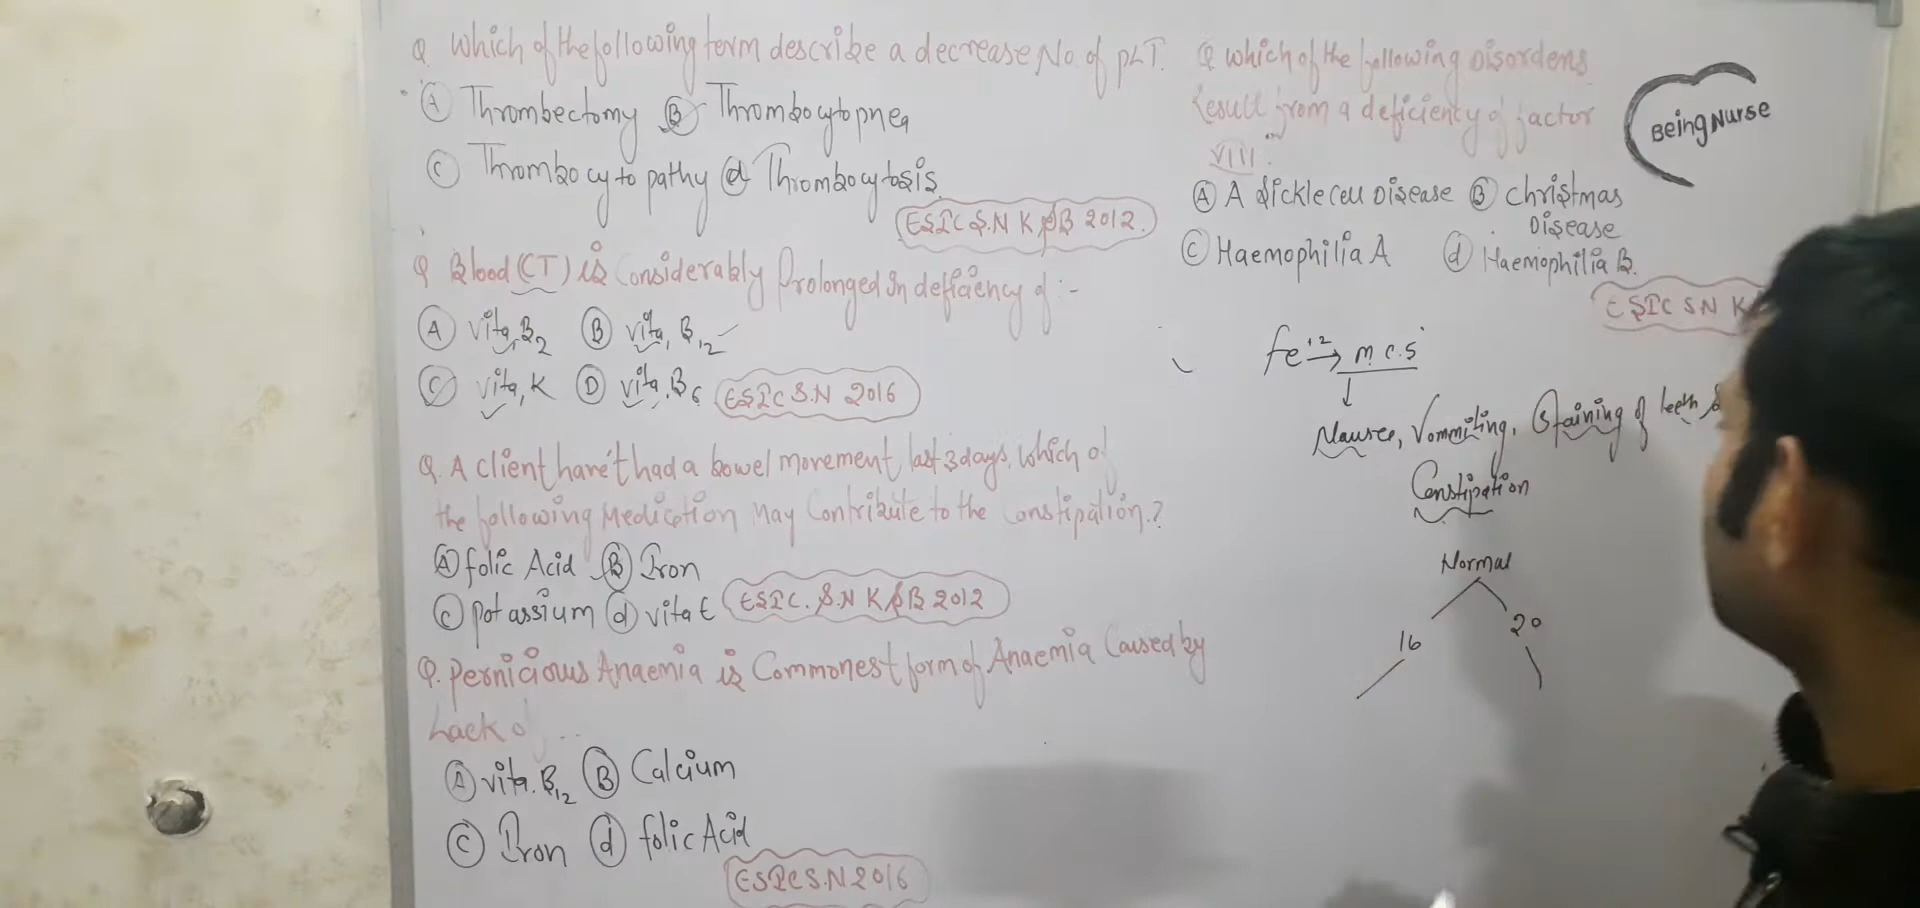 Q. Which of the following term describe a decrease No. of PLT.
(A) Thrombectomy (B) Thrombocytopnea
(C) Thrombocytopathy (d) Thrombocytosis.
ESIC S.N KRB 2012.
Q Blood (CT) is Considerably Prolonged In defiaency of :-
(A) vita, B2 (B) vita, B12
(C) vita, K (D) vita. B6 ESIC S.N 2016
Q. A client have't had a bowel movement last 3 days, which of
the following Medication May Contribute to the Constipation.?
(A) folic Acid (B) Iron
(C) potassium (d) vita E ESIC. S.N KRB 2012
Q. Pernicious Anaemia is Commonest form of Anaemia Caused by
Lack of ...
(A) vita. B12 (B) Calcium
(C) Iron (d) folic Acid
ESIC S.N 2016
Q which of the following Disorders
result from a deficiency of factor
VIII.
(A) A Sickle cell Disease (B) Christmas
Disease
(C) Haemophilia A (d) Haemophilia B.
ESIC SN K
Being Nurse
Fe+2 → m c.s
Nausea, Vommiting, Staining of teeth
Constipation
Normal
16 20